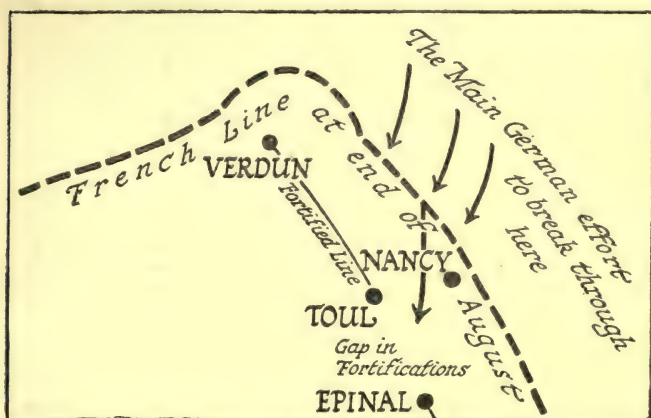 The Main German effort
to break through
here
French Line at end of August
VERDUN
Fortified Line
NANCY
TOUL
Gap in
Fortifications
EPINAL